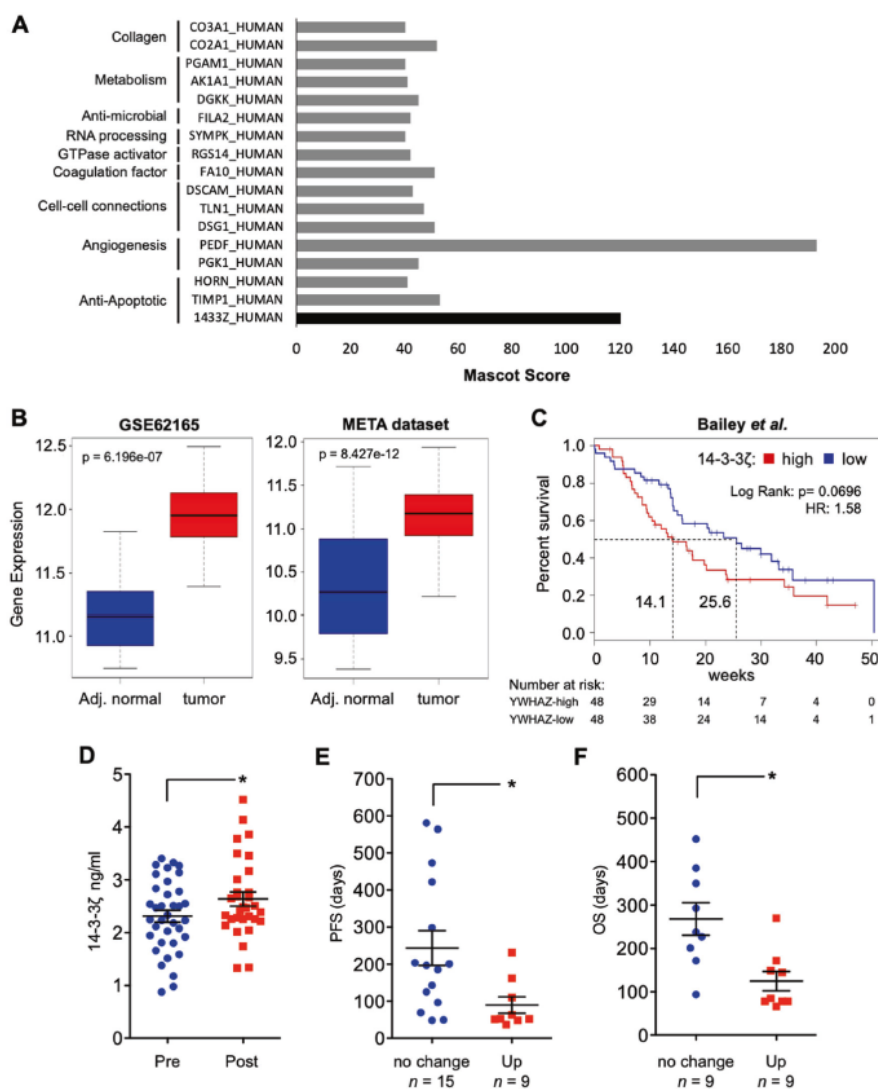 A
Collagen
CO3A1_HUMAN
CO2A1_HUMAN
Metabolism
PGAM1_HUMAN
AK1A1_HUMAN
DGKK_HUMAN
Anti-microbial
FILA2_HUMAN
RNA processing
SYMPK_HUMAN
GTPase activator
RGS14_HUMAN
Coagulation factor
FA10_HUMAN
Cell-cell connections
DSCAM_HUMAN
TLN1_HUMAN
DSG1_HUMAN
Angiogenesis
PEDF_HUMAN
PGK1_HUMAN
Anti-Apoptotic
HORN_HUMAN
TIMP1_HUMAN
1433Z_HUMAN
0 20 40 60 80 100 120 140 160 180 200
Mascot Score
B
GSE62165
p = 6.196e-07
Gene Expression
12.5
12.0
11.5
11.0
Adj. normal tumor
META dataset
p = 8.427e-12
12.0
11.5
11.0
10.5
10.0
9.5
Adj. normal tumor
C
Bailey et al.
14-3-3ζ: high low
Log Rank: p= 0.0696
HR: 1.58
Percent survival
1.0
0.8
0.6
0.4
0.2
0.0
14.1 25.6
0 10 20 30 40 50
weeks
Number at risk:
YWHAZ-high 48 29 14 7 4 0
YWHAZ-low 48 38 24 14 4 1
D
14-3-3ζ ng/ml
5
4
3
2
1
0
*
Pre Post
E
PFS (days)
700
600
500
400
300
200
100
0
*
no change Up
n = 15 n = 9
F
OS (days)
600
500
400
300
200
100
0
*
no change Up
n = 9 n = 9